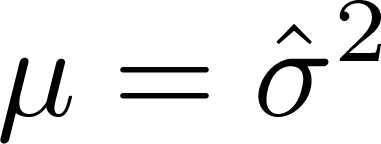 μ = σ̂²